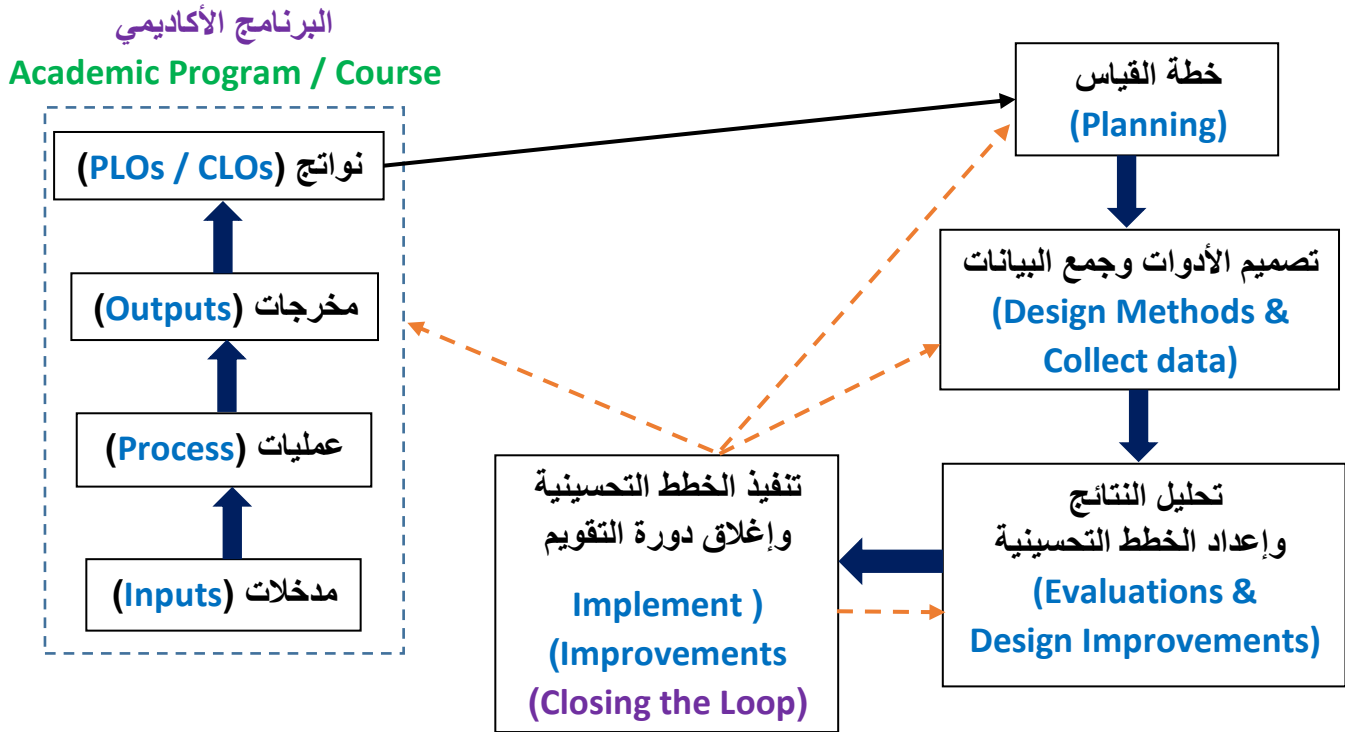 البرنامج الأكاديمي
Academic Program / Course
نواتج (PLOs / CLOs)
مخرجات (Outputs)
عمليات (Process)
مدخلات (Inputs)
خطة القياس
(Planning)
تصميم الأدوات وجمع البيانات
(Design Methods &
Collect data)
تحليل النتائج
وإعداد الخطط التحسينية
(Evaluations &
Design Improvements)
تنفيذ الخطط التحسينية
وإغلاق دورة التقويم
Implement )
(Improvements
(Closing the Loop)